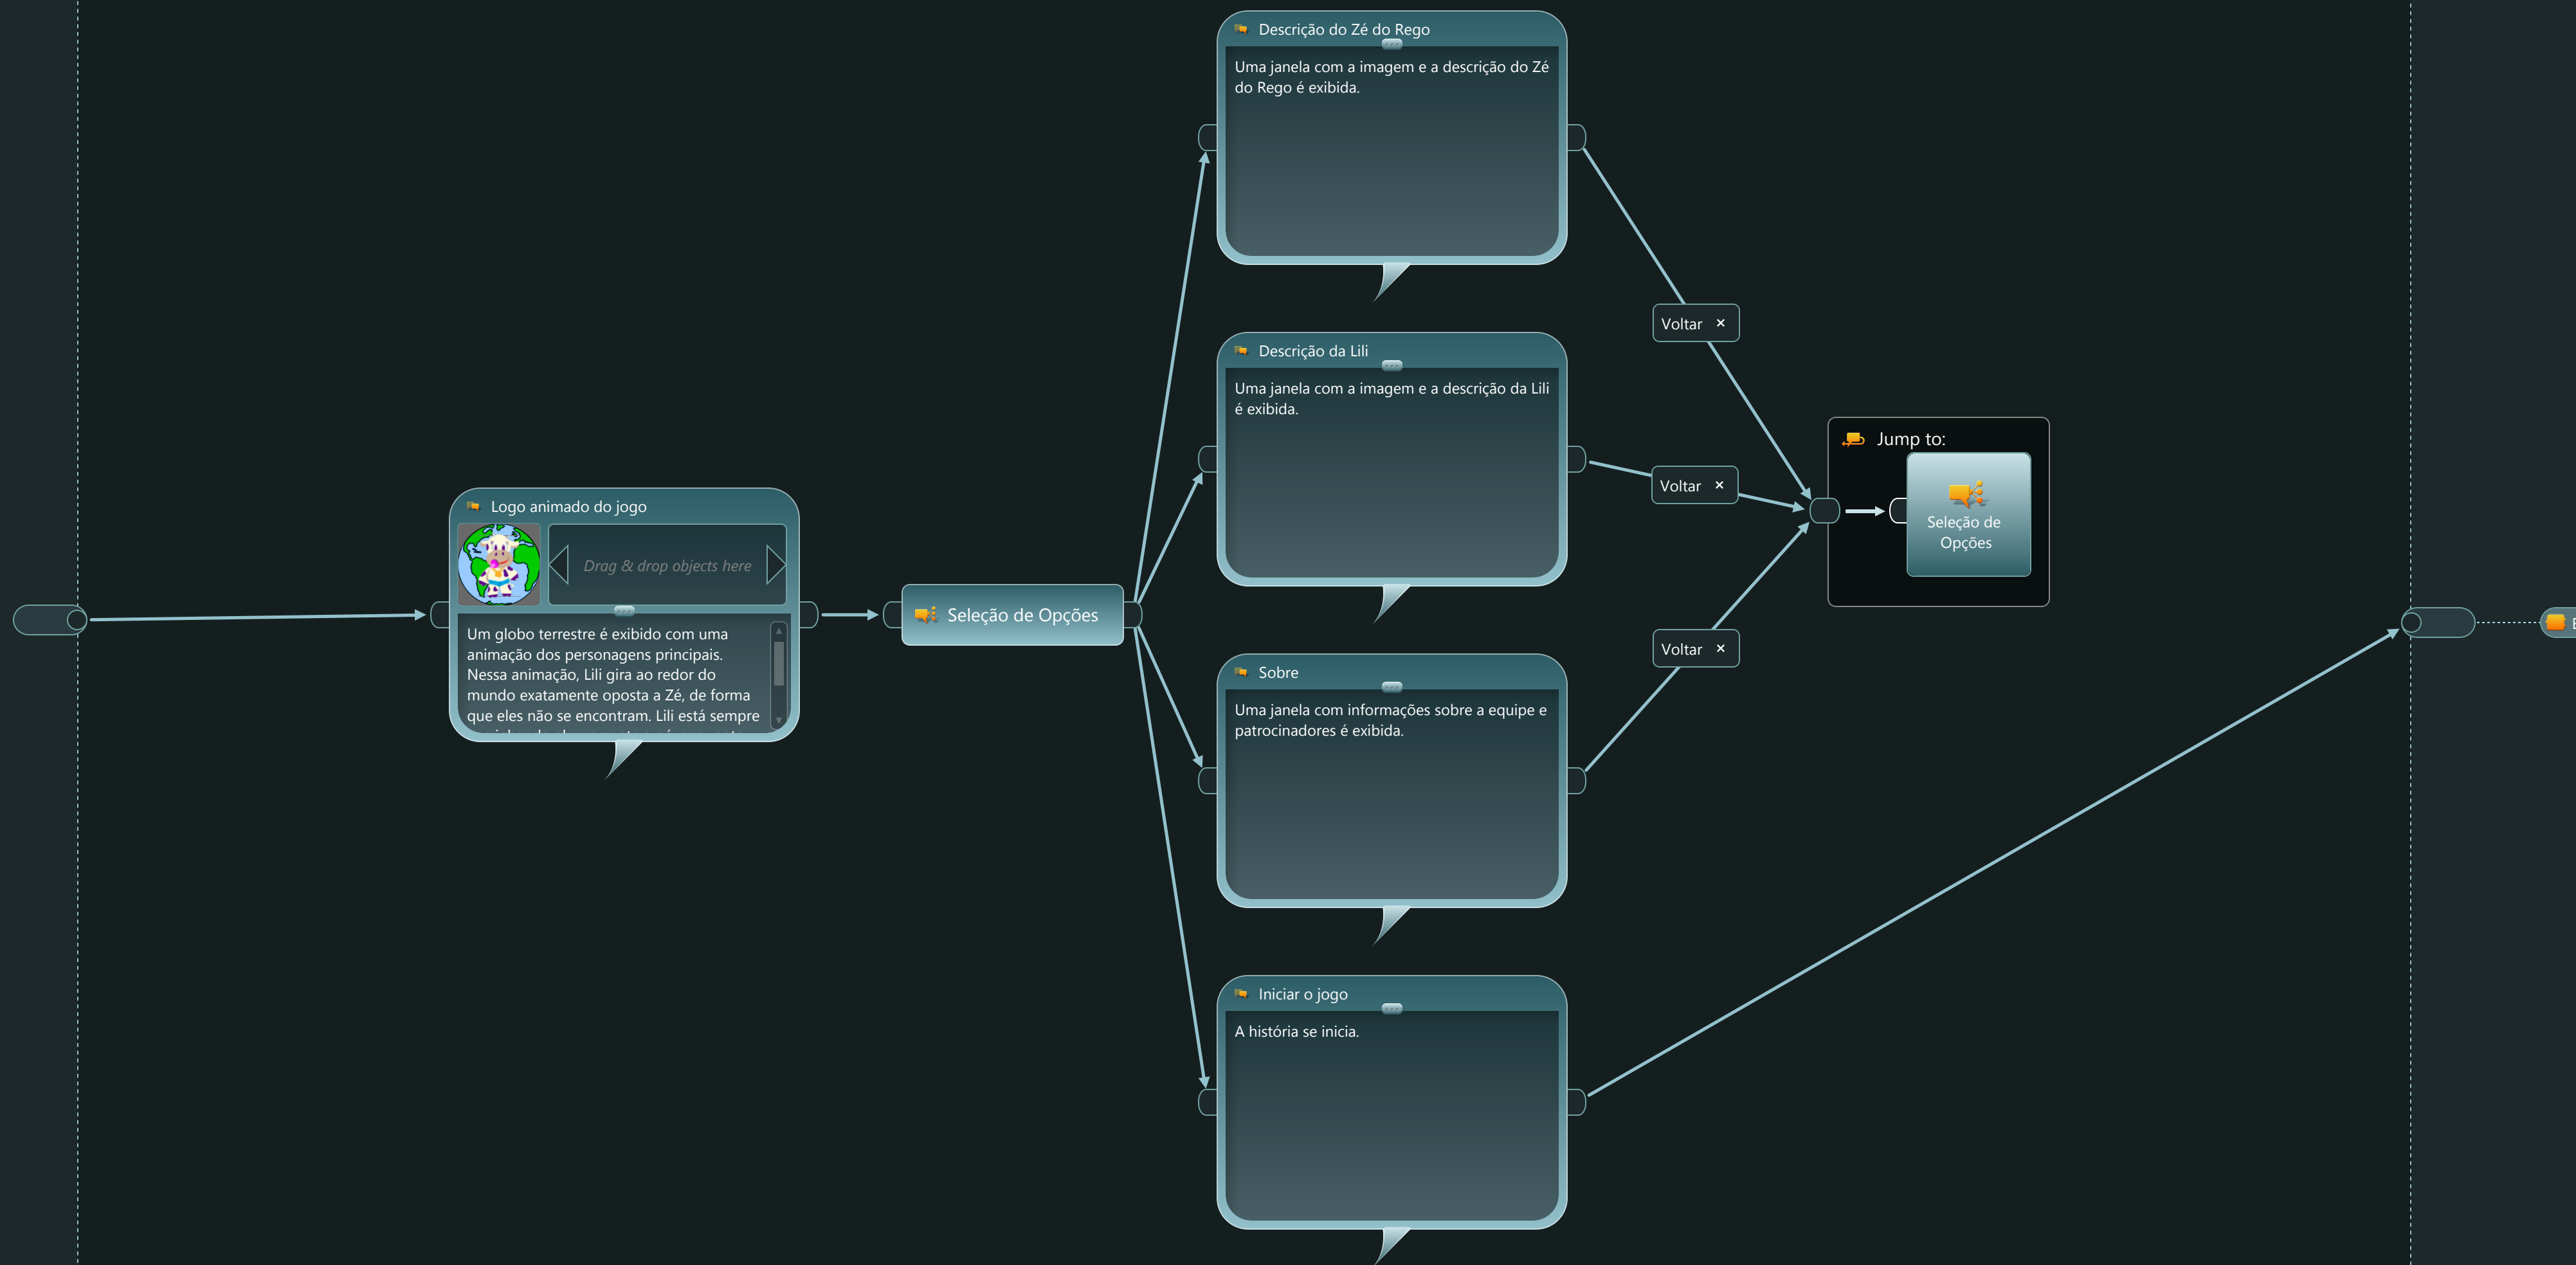 Descrição do Zé do Rego
Uma janela com a imagem e a descrição do Zé
do Rego é exibida.
Voltar ×
Descrição da Lili
Uma janela com a imagem e a descrição da Lili
é exibida.
Voltar ×
Jump to:
Seleção de
Opções
Logo animado do jogo
Drag & drop objects here
Um globo terrestre é exibido com uma
animação dos personagens principais.
Nessa animação, Lili gira ao redor do
mundo exatamente oposta a Zé, de forma
que eles não se encontram. Lili está sempre
Seleção de Opções
Sobre
Uma janela com informações sobre a equipe e
patrocinadores é exibida.
Voltar ×
Iniciar o jogo
A história se inicia.